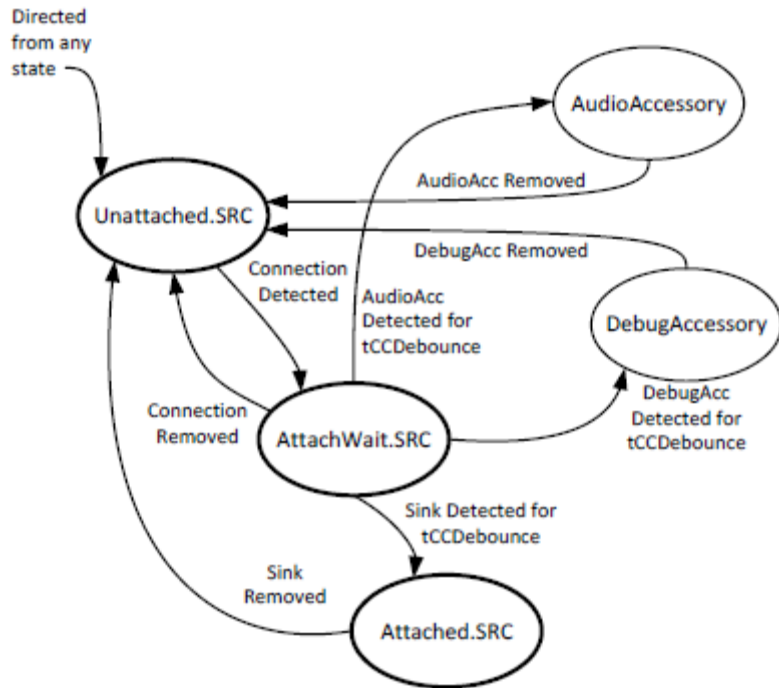 Directed
from any
state
AudioAccessory
AudioAcc Removed
Unattached.SRC
DebugAcc Removed
Connection
Detected
AudioAcc
Detected for
tCCDebounce
DebugAccessory
DebugAcc
Detected for
tCCDebounce
Connection
Removed
AttachWait.SRC
Sink Detected for
tCCDebounce
Sink
Removed
Attached.SRC